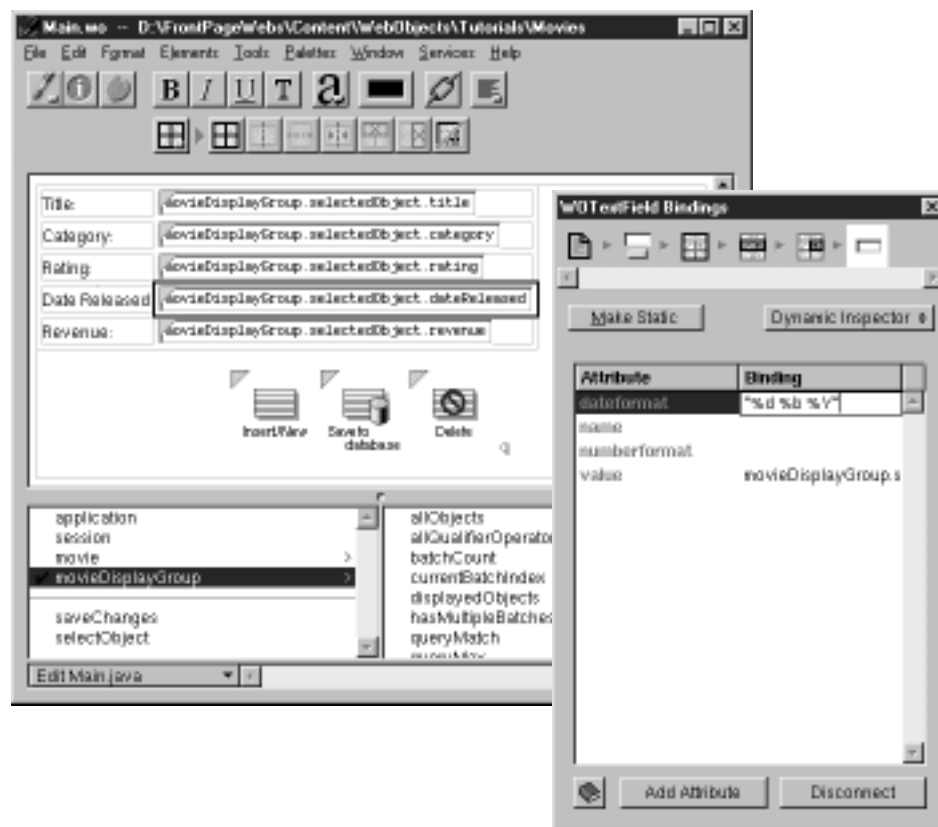 Main.wo -- D:\FrontPageWebs\Content\WebObjects\Tutorials\Movies
File Edit Format Elements Tools Palettes Window Services Help
B I U T a
Title: movieDisplayGroup.selectedObject.title
Category: movieDisplayGroup.selectedObject.category
Rating: movieDisplayGroup.selectedObject.rating
Date Released movieDisplayGroup.selectedObject.dateReleased
Revenue: movieDisplayGroup.selectedObject.revenue
Insert/New
Save to
database
Delete
application
session
movie >
movieDisplayGroup >
saveChanges
selectObject
allObjects
allQualifierOperator
batchCount
currentBatchIndex
displayedObjects
hasMultipleBatches
queryMatch
queryMax
Edit Main.java
WOTextField Bindings
Make Static
Dynamic Inspector
Attribute Binding
dateformat "%d %b %Y"
name
numberformat
value movieDisplayGroup.s
Add Attribute
Disconnect